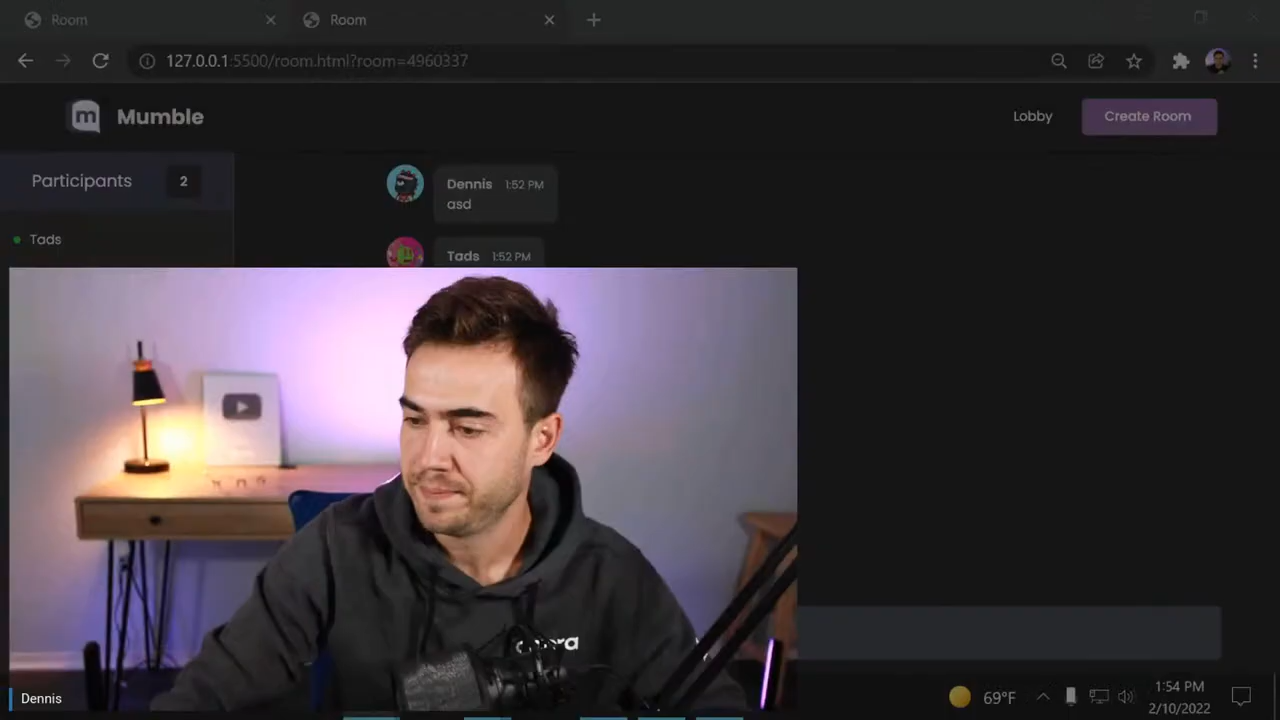 Room
Room
127.0.0.1:5500/room.html?room=4960337
m Mumble
Lobby
Create Room
Participants 2
Tads
Dennis 1:52 PM
asd
Tads 1:52 PM
Dennis
69°F
1:54 PM
2/10/2022